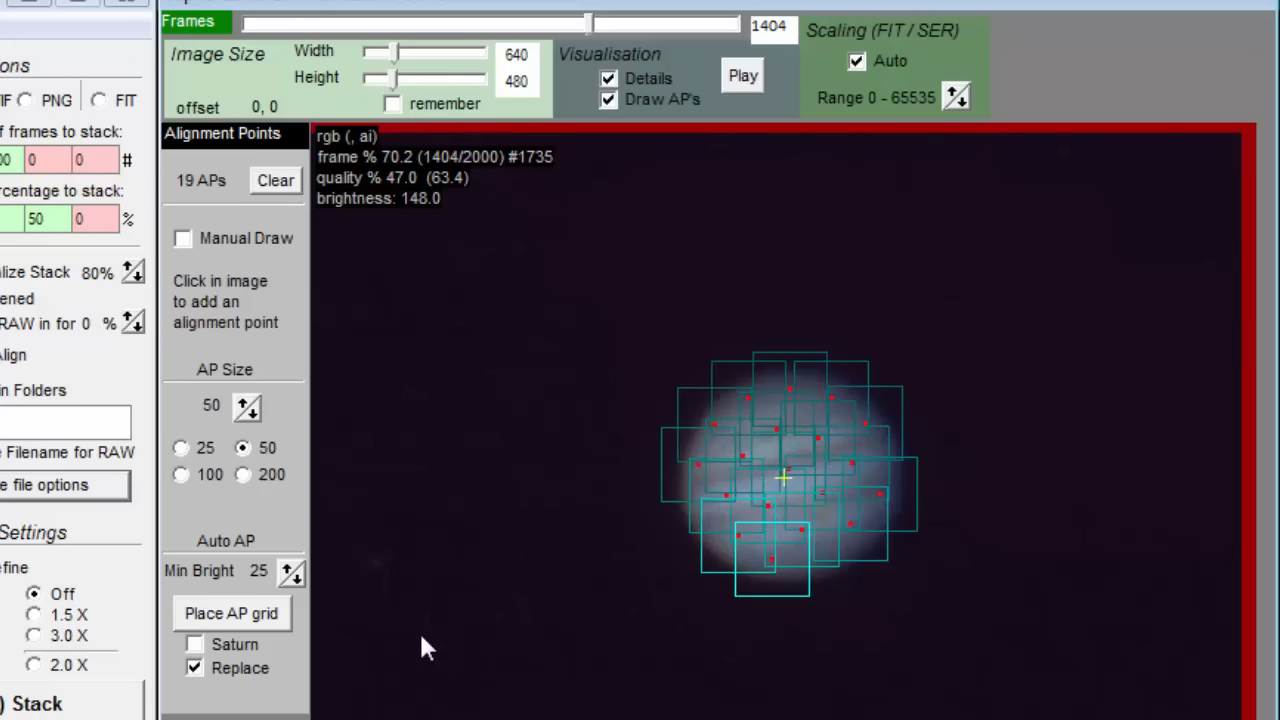 Frames
1404
Scaling (FIT / SER)
Auto
Range 0 - 65535
Image Size
Width
640
Height
480
offset 0, 0
remember
Visualisation
Details
Draw AP's
Play
Alignment Points
19 APs
Clear
Manual Draw
Click in image
to add an
alignment point
AP Size
50
25
50
100
200
Auto AP
Min Bright 25
Place AP grid
Saturn
Replace
rgb (, ai)
frame % 70.2 (1404/2000) #1735
quality % 47.0 (63.4)
brightness: 148.0
ons
IF PNG FIT
f frames to stack:
00 0 0 #
rcentage to stack:
50 0 %
lize Stack 80%
ened
RAW in for 0 %
lign
in Folders
e Filename for RAW
e file options
Settings
fine
Off
1.5 X
3.0 X
2.0 X
) Stack